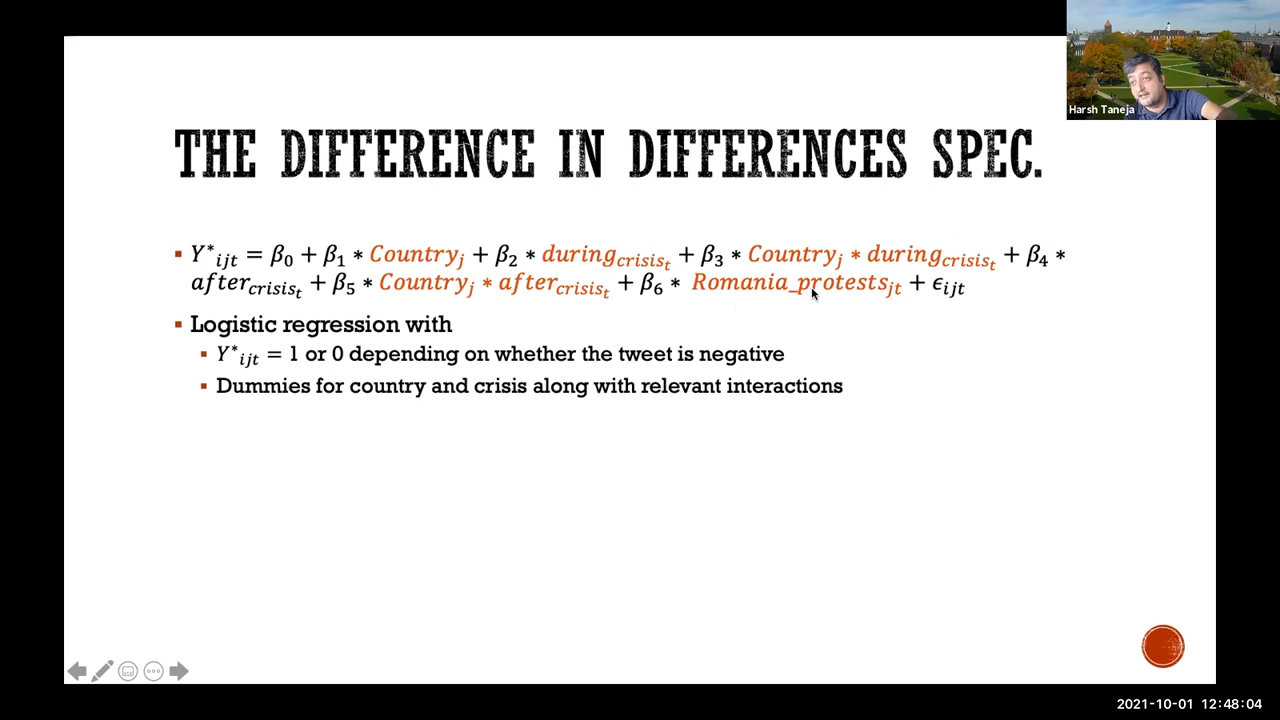 Harsh Taneja
THE DIFFERENCE IN DIFFERENCES SPEC.
▪ Y*ijt = β0 + β1 * Countryj + β2 * duringcrisist + β3 * Countryj * duringcrisist + β4 *
aftercrisist + β5 * Countryj * aftercrisist + β6 * Romania_protestsjt + ϵijt
▪ Logistic regression with
▪ Y*ijt = 1 or 0 depending on whether the tweet is negative
▪ Dummies for country and crisis along with relevant interactions
2021-10-01 12:48:04